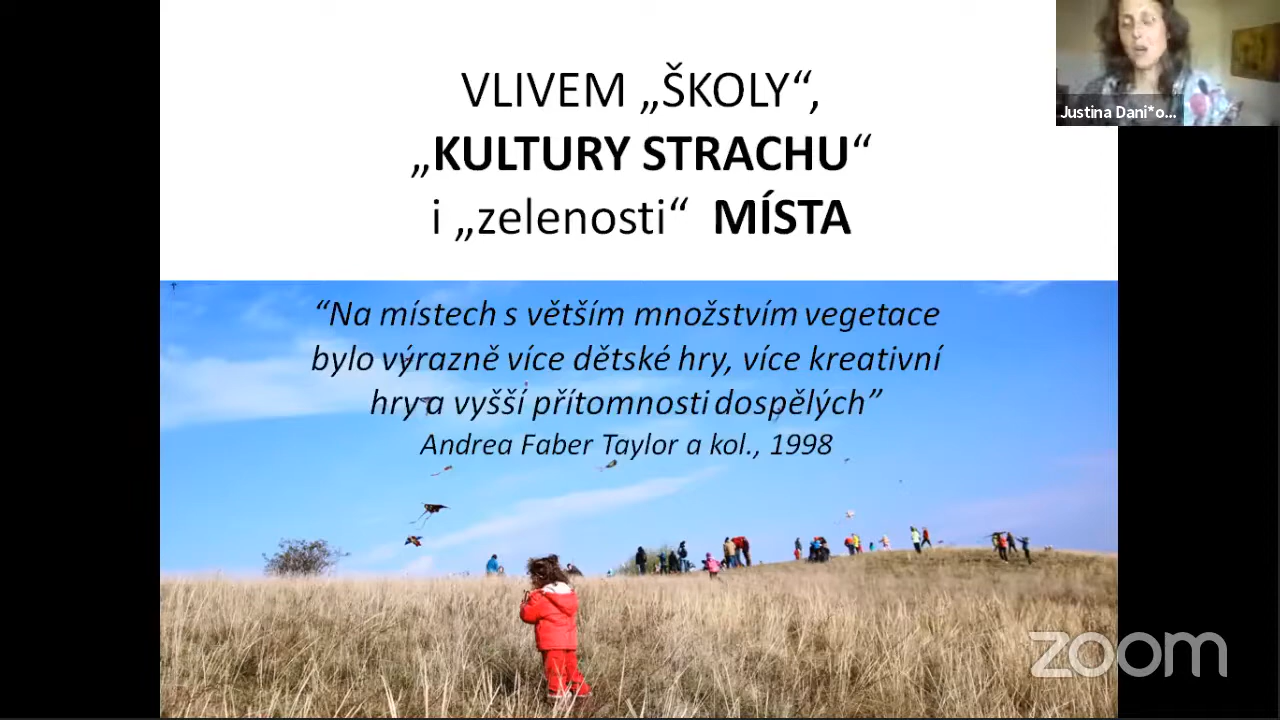 VLIVEM „ŠKOLY“,
„KULTURY STRACHU“
i „zelenosti“ MÍSTA
“Na místech s větším množstvím vegetace
bylo výrazně více dětské hry, více kreativní
hry a vyšší přítomnosti dospělých”
Andrea Faber Taylor a kol., 1998
Justina Dani*o...
zoom